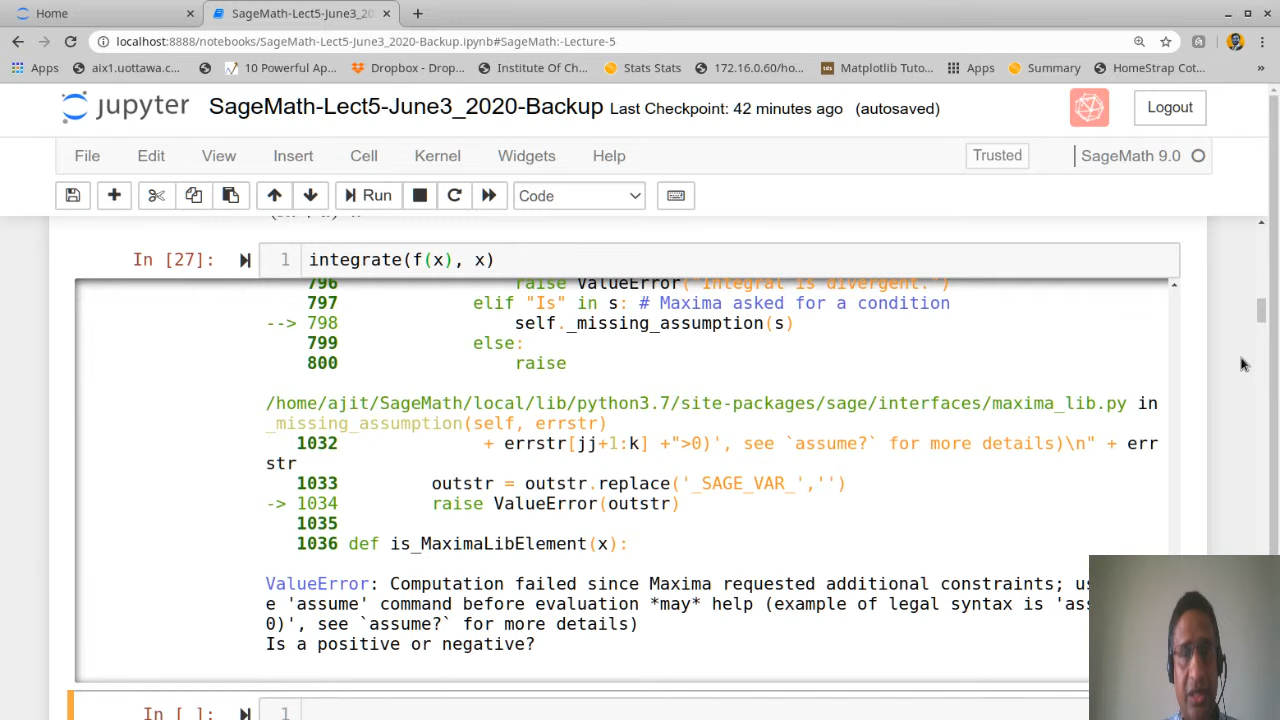 Home
SageMath-Lect5-June3_20
localhost:8888/notebooks/SageMath-Lect5-June3_2020-Backup.ipynb#SageMath:-Lecture-5
Apps aix1.uottawa.c... 10 Powerful Ap... Dropbox - Drop... Institute Of Ch... Stats Stats 172.16.0.60/ho... Matplotlib Tuto... Apps Summary HomeStrap Cot... »
jupyter SageMath-Lect5-June3_2020-Backup Last Checkpoint: 42 minutes ago (autosaved) Logout
File Edit View Insert Cell Kernel Widgets Help Trusted SageMath 9.0
Run Code
In [27]: 1 integrate(f(x), x)
796 raise ValueError("Integral is divergent.")
797 elif "Is" in s: # Maxima asked for a condition
--> 798 self._missing_assumption(s)
799 else:
800 raise
/home/ajit/SageMath/local/lib/python3.7/site-packages/sage/interfaces/maxima_lib.py in
_missing_assumption(self, errstr)
1032 + errstr[jj+1:k] +">0)', see `assume?` for more details)\n" + err
str
1033 outstr = outstr.replace('_SAGE_VAR_','')
-> 1034 raise ValueError(outstr)
1035
1036 def is_MaximaLibElement(x):
ValueError: Computation failed since Maxima requested additional constraints; us
e 'assume' command before evaluation *may* help (example of legal syntax is 'ass
0)', see `assume?` for more details)
Is a positive or negative?
In [ ]: 1